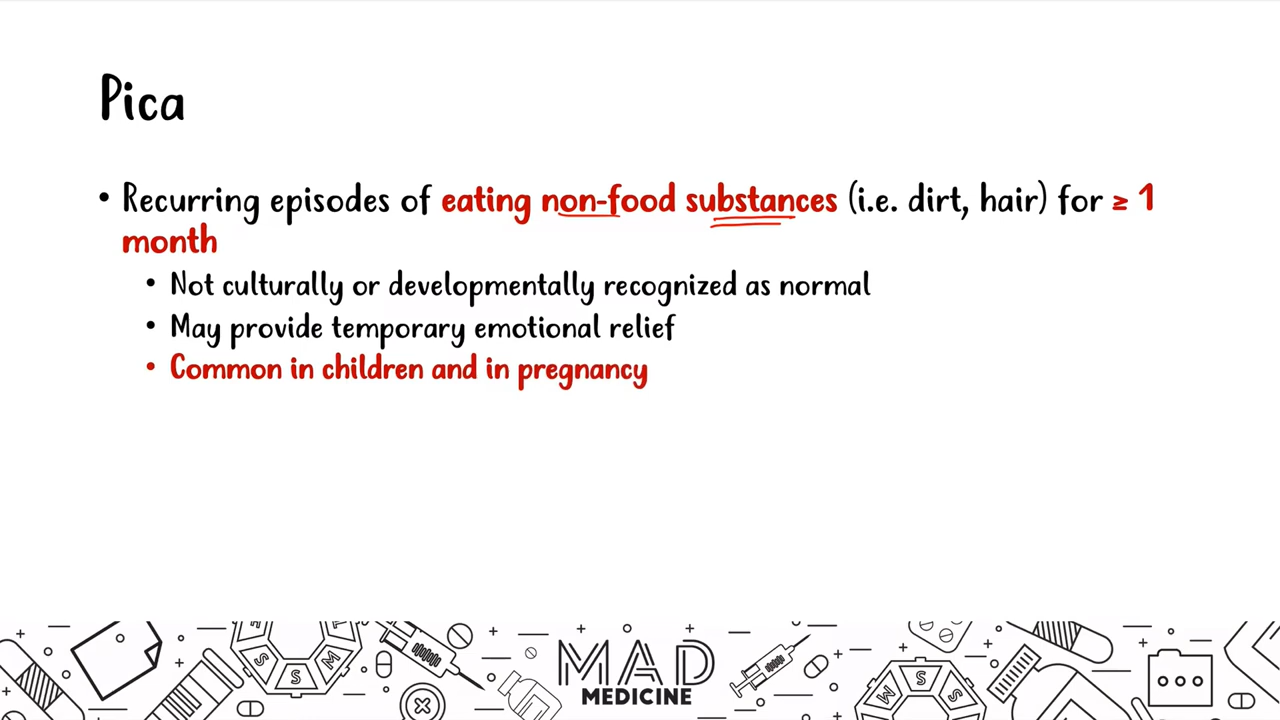 Pica
• Recurring episodes of eating non-food substances (i.e. dirt, hair) for ≥ 1
month
• Not culturally or developmentally recognized as normal
• May provide temporary emotional relief
• Common in children and in pregnancy
S S M
MAD
MEDICINE
M S S